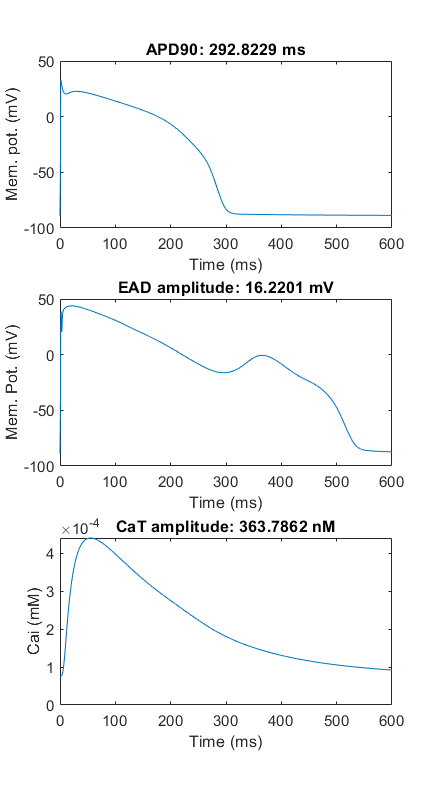 APD90: 292.8229 ms
50
0
-50
-100
Mem. pot. (mV)
0 100 200 300 400 500 600
Time (ms)
EAD amplitude: 16.2201 mV
50
0
-50
-100
Mem. Pot. (mV)
0 100 200 300 400 500 600
Time (ms)
×10⁻⁴ CaT amplitude: 363.7862 nM
4
3
2
1
0
Cai (mM)
0 100 200 300 400 500 600
Time (ms)